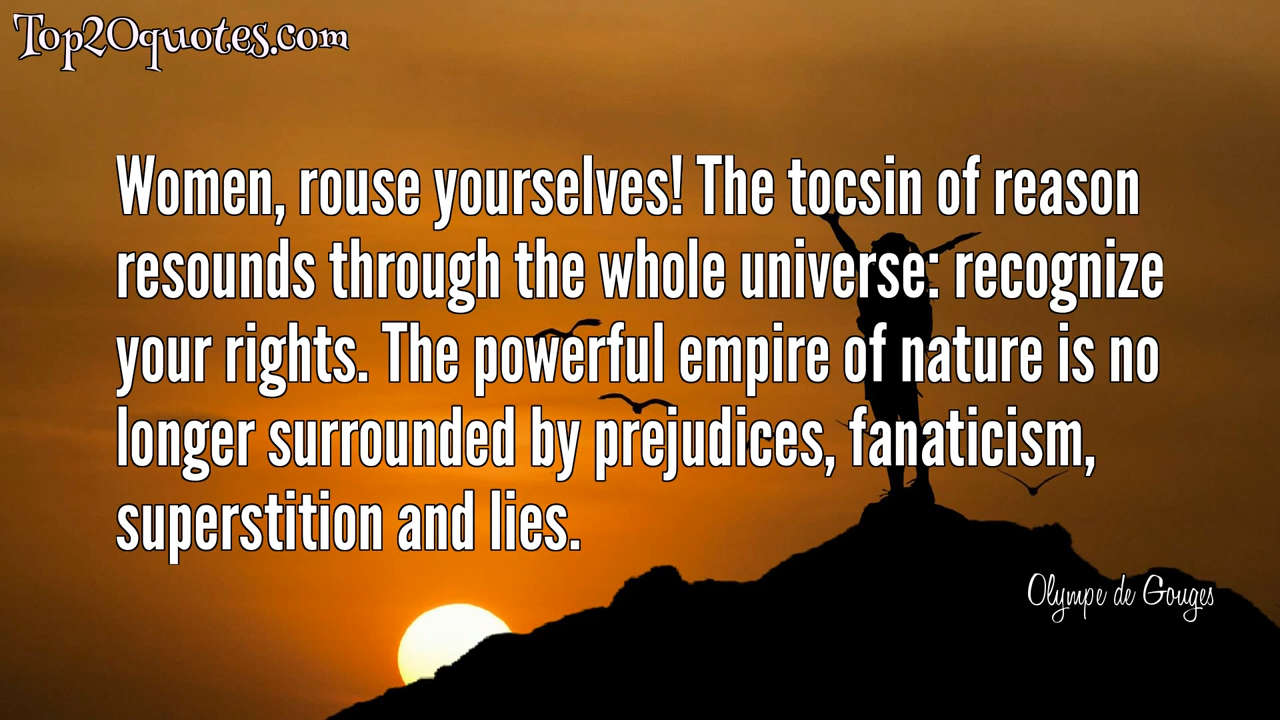 Top20quotes.com
Women, rouse yourselves! The tocsin of reason
resounds through the whole universe: recognize
your rights. The powerful empire of nature is no
longer surrounded by prejudices, fanaticism,
superstition and lies.
Olympe de Gouges